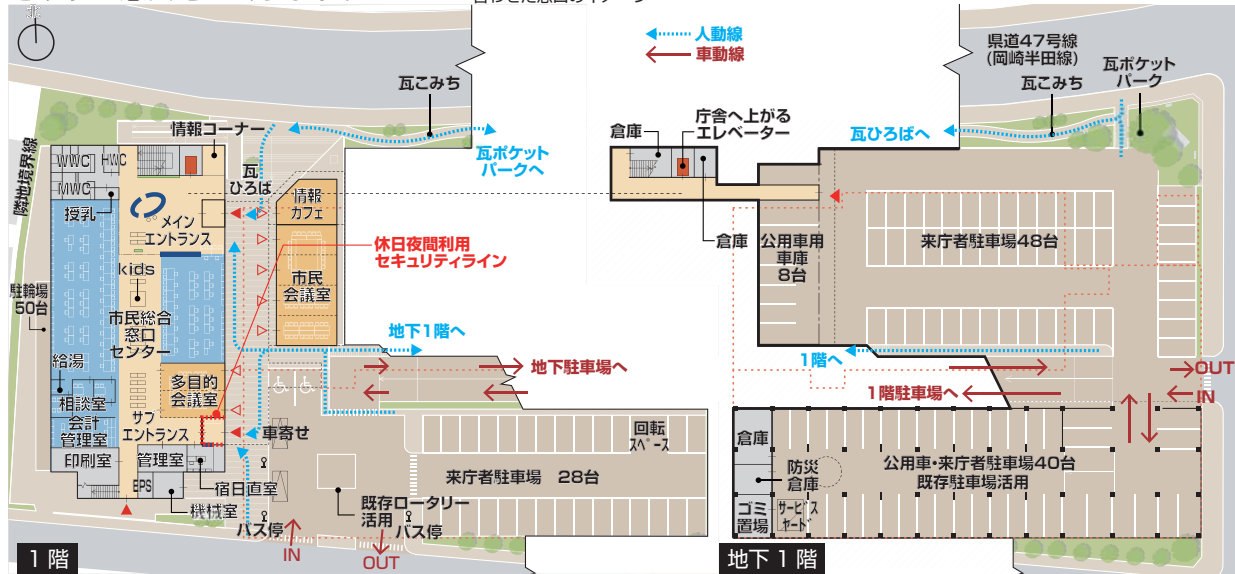 北
人動線
車動線
県道47号線
(岡崎半田線)
瓦こみち
瓦ポケット
パーク
瓦こみち
情報コーナー
隣地境界線
WWC
HWC
MWC
授乳
メイン
エントランス
瓦
ひろば
情報
カフェ
瓦ポケット
パークへ
倉庫
庁舎へ上がる
エレベーター
瓦ひろばへ
倉庫
公用車用
車庫
8台
来庁者駐車場48台
休日夜間利用
セキュリティライン
kids
市民
会議室
駐輪場
50台
市民総合
窓口
センター
地下1階へ
給湯
相談室
会計
管理室
多目的
会議室
サブ
エントランス
地下駐車場へ
1階へ
1階駐車場へ
OUT
IN
印刷室
管理室
車寄せ
回転
スペース
来庁者駐車場 28台
EPS
宿日直室
機械室
バス停
既存ロータリー
活用
バス停
IN
OUT
倉庫
防災
倉庫
公用車・来庁者駐車場40台
既存駐車場活用
ゴミ
置場
サービス
ヤード
1階
地下1階